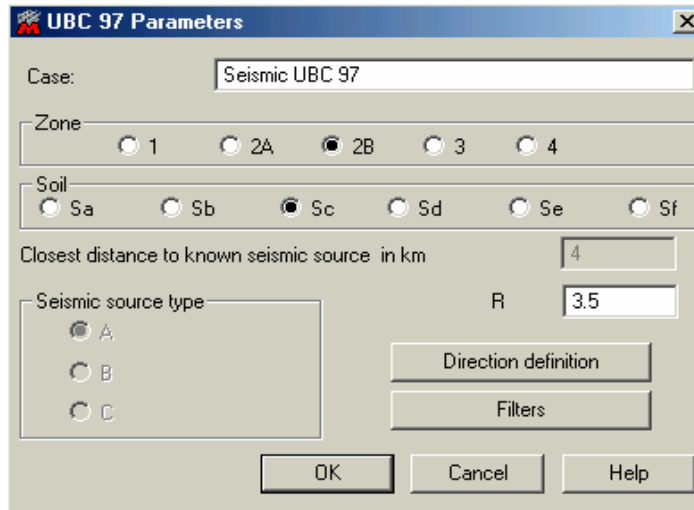 UBC 97 Parameters
Case: Seismic UBC 97
Zone
1 2A 2B 3 4
Soil
Sa Sb Sc Sd Se Sf
Closest distance to known seismic source in km 4
Seismic source type
R 3.5
A
B
C
Direction definition
Filters
OK Cancel Help